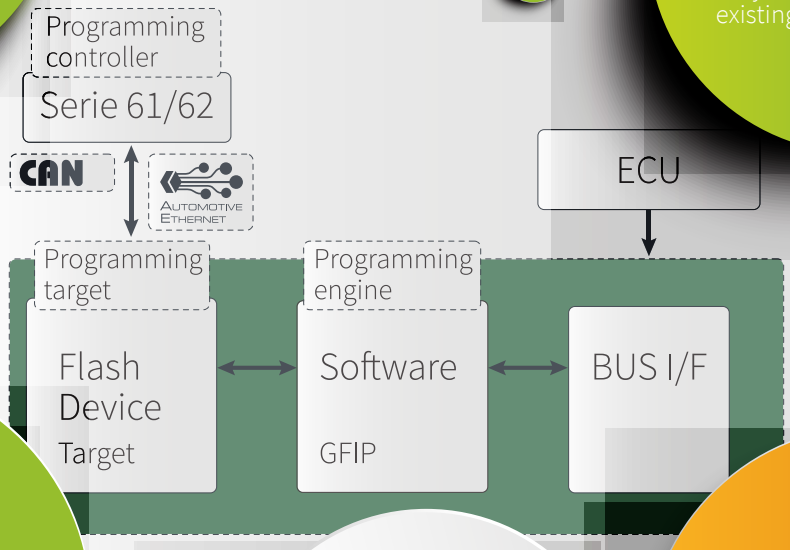 existing
Programming
controller
Serie 61/62
CAN
AUTOMOTIVE
ETHERNET
ECU
Programming
target
Programming
engine
Flash
Device
Target
Software
GFIP
BUS I/F